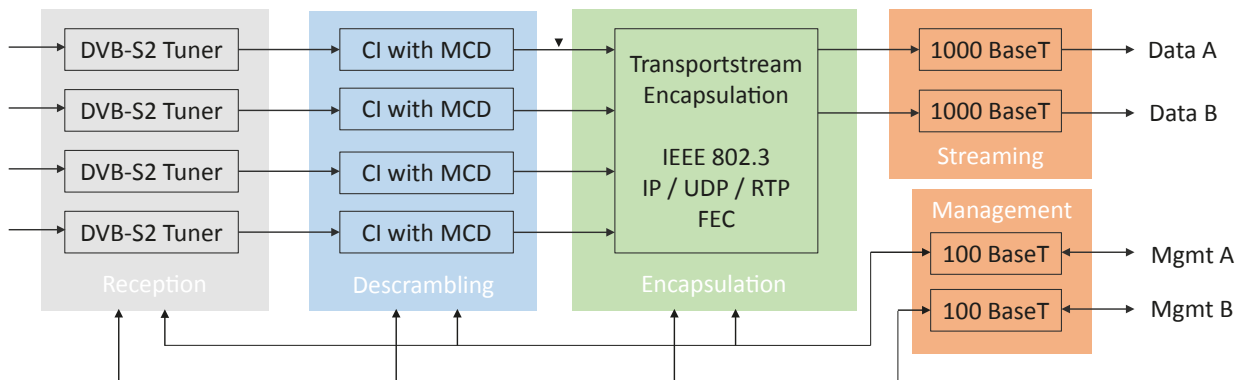 DVB-S2 Tuner
DVB-S2 Tuner
DVB-S2 Tuner
DVB-S2 Tuner
Reception
CI with MCD
CI with MCD
CI with MCD
CI with MCD
Descrambling
Transportstream
Encapsulation
IEEE 802.3
IP / UDP / RTP
FEC
Encapsulation
1000 BaseT
1000 BaseT
Streaming
Data A
Data B
Management
100 BaseT
100 BaseT
Mgmt A
Mgmt B